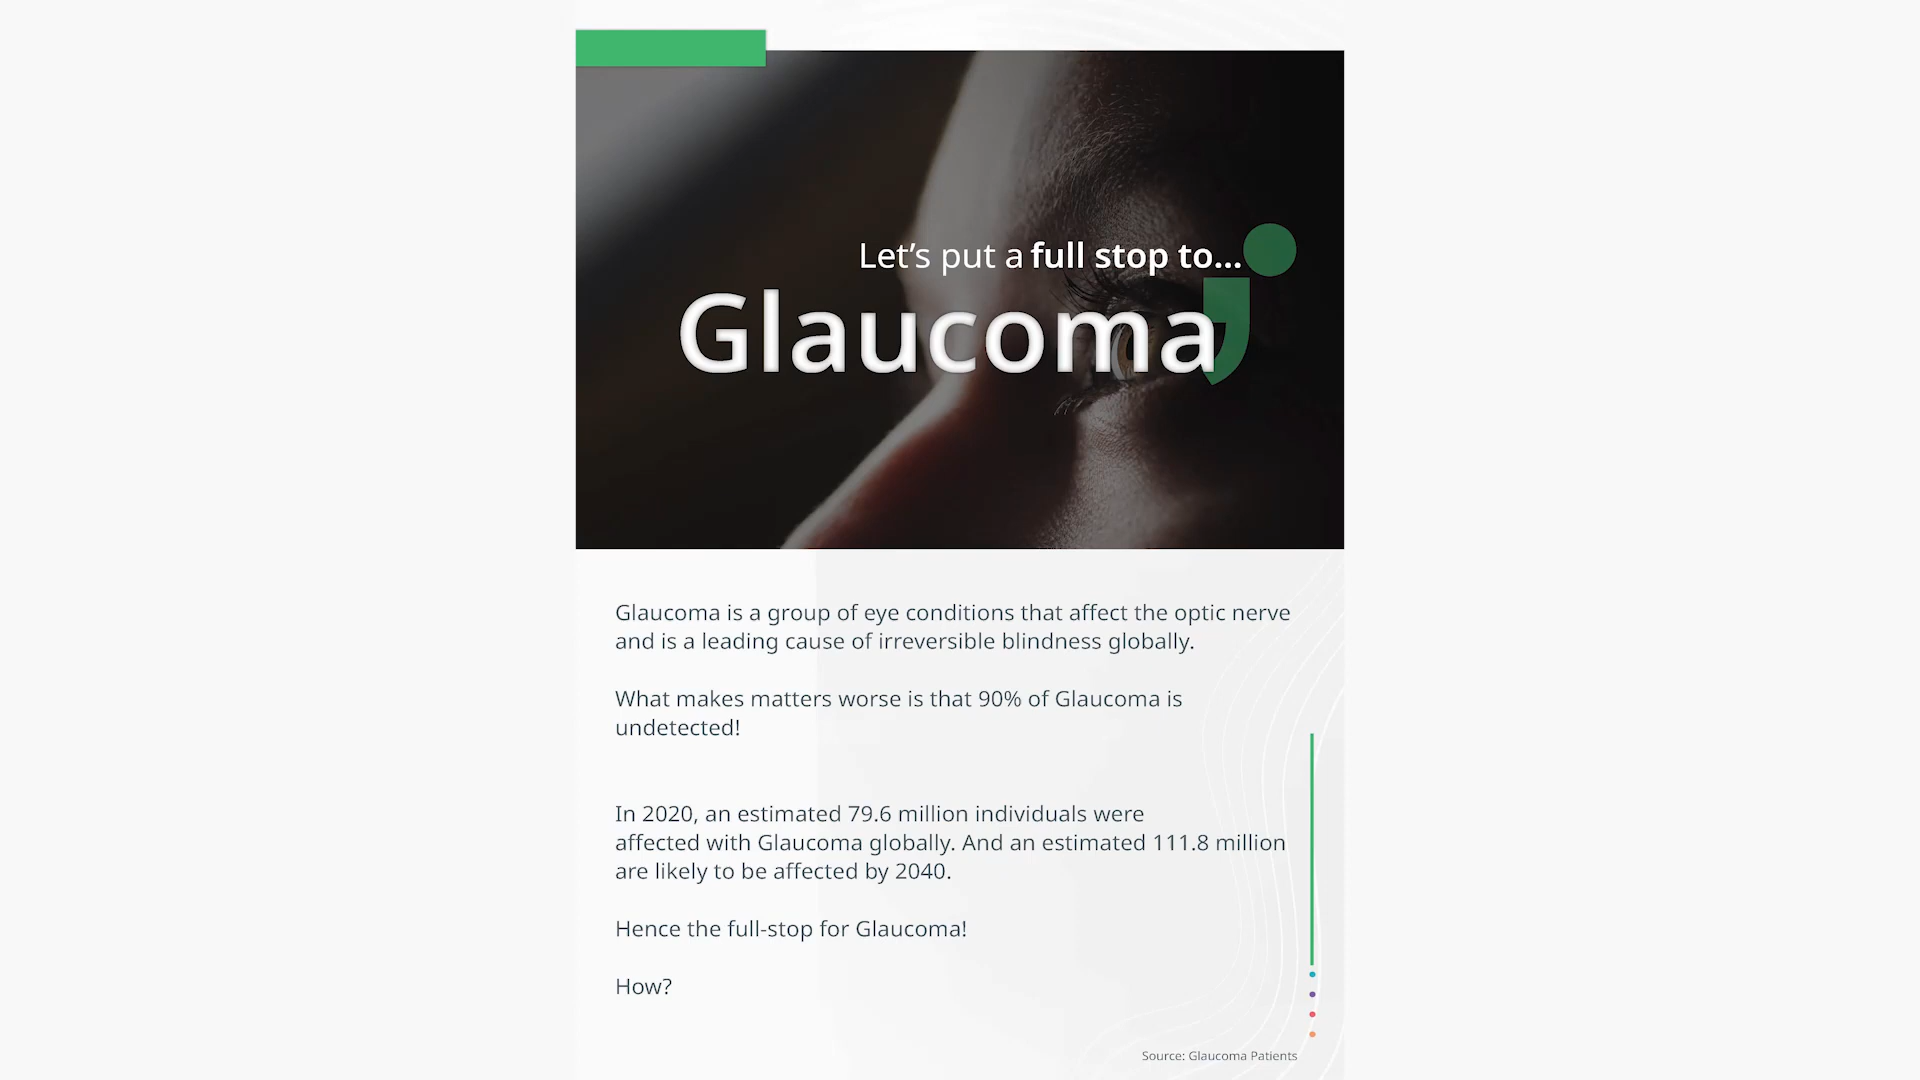 Let’s put a full stop to...
Glaucoma
Glaucoma is a group of eye conditions that affect the optic nerve
and is a leading cause of irreversible blindness globally.
What makes matters worse is that 90% of Glaucoma is
undetected!
In 2020, an estimated 79.6 million individuals were
affected with Glaucoma globally. And an estimated 111.8 million
are likely to be affected by 2040.
Hence the full-stop for Glaucoma!
How?
Source: Glaucoma Patients